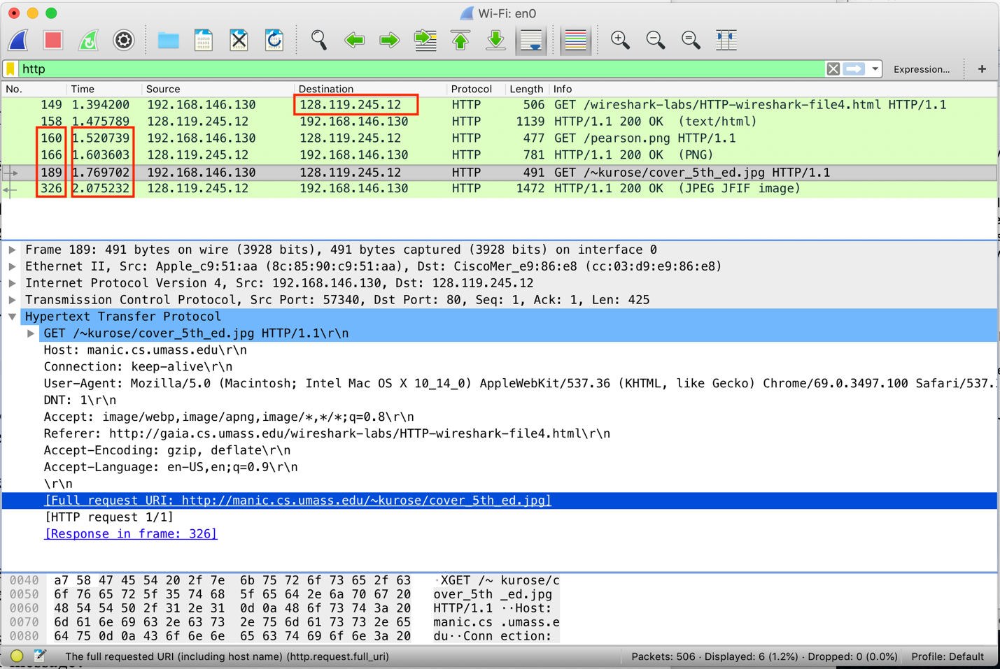 Wi-Fi: en0
http
Expression...
+
No. Time Source Destination Protocol Length Info
149 1.394200 192.168.146.130 128.119.245.12 HTTP 506 GET /wireshark-labs/HTTP-wireshark-file4.html HTTP/1.1
158 1.475789 128.119.245.12 192.168.146.130 HTTP 1139 HTTP/1.1 200 OK (text/html)
160 1.520739 192.168.146.130 128.119.245.12 HTTP 477 GET /pearson.png HTTP/1.1
166 1.603603 128.119.245.12 192.168.146.130 HTTP 781 HTTP/1.1 200 OK (PNG)
189 1.769702 192.168.146.130 128.119.245.12 HTTP 491 GET /~kurose/cover_5th_ed.jpg HTTP/1.1
326 2.075232 128.119.245.12 192.168.146.130 HTTP 1472 HTTP/1.1 200 OK (JPEG JFIF image)
Frame 189: 491 bytes on wire (3928 bits), 491 bytes captured (3928 bits) on interface 0
Ethernet II, Src: Apple_c9:51:aa (8c:85:90:c9:51:aa), Dst: CiscoMer_e9:86:e8 (cc:03:d9:e9:86:e8)
Internet Protocol Version 4, Src: 192.168.146.130, Dst: 128.119.245.12
Transmission Control Protocol, Src Port: 57340, Dst Port: 80, Seq: 1, Ack: 1, Len: 425
Hypertext Transfer Protocol
GET /~kurose/cover_5th_ed.jpg HTTP/1.1\r\n
Host: manic.cs.umass.edu\r\n
Connection: keep-alive\r\n
User-Agent: Mozilla/5.0 (Macintosh; Intel Mac OS X 10_14_0) AppleWebKit/537.36 (KHTML, like Gecko) Chrome/69.0.3497.100 Safari/537.
DNT: 1\r\n
Accept: image/webp,image/apng,image/*,*/*;q=0.8\r\n
Referer: http://gaia.cs.umass.edu/wireshark-labs/HTTP-wireshark-file4.html\r\n
Accept-Encoding: gzip, deflate\r\n
Accept-Language: en-US,en;q=0.9\r\n
\r\n
[Full request URI: http://manic.cs.umass.edu/~kurose/cover_5th_ed.jpg]
[HTTP request 1/1]
[Response in frame: 326]
0040 a7 58 47 45 54 20 2f 7e 6b 75 72 6f 73 65 2f 63 ·XGET /~ kurose/c
0050 6f 76 65 72 5f 35 74 68 5f 65 64 2e 6a 70 67 20 over_5th _ed.jpg
0060 48 54 54 50 2f 31 2e 31 0d 0a 48 6f 73 74 3a 20 HTTP/1.1 ··Host:
0070 6d 61 6e 69 63 2e 63 73 2e 75 6d 61 73 73 2e 65 manic.cs .umass.e
0080 64 75 0d 0a 43 6f 6e 6e 65 63 74 69 6f 6e 3a 20 du··Conn ection:
The full requested URI (including host name) (http.request.full_uri) Packets: 506 · Displayed: 6 (1.2%) · Dropped: 0 (0.0%) Profile: Default